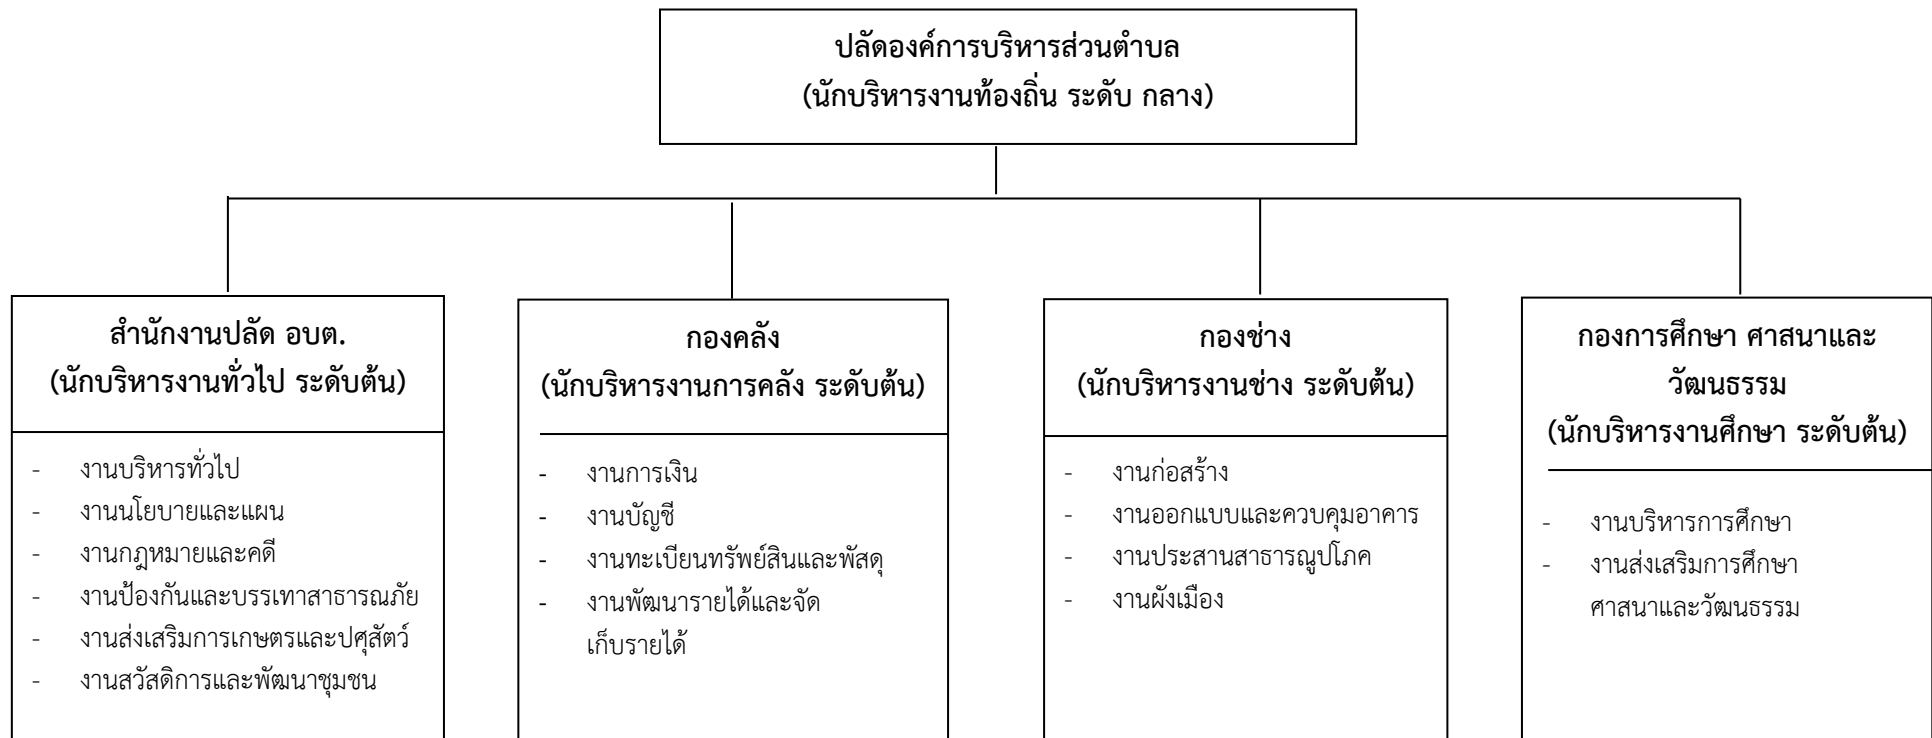 ปลัดองค์การบริหารส่วนตำบล
(นักบริหารงานท้องถิ่น ระดับ กลาง)
สำนักงานปลัด อบต.
(นักบริหารงานทั่วไป ระดับต้น)
- งานบริหารทั่วไป
- งานนโยบายและแผน
- งานกฎหมายและคดี
- งานป้องกันและบรรเทาสาธารณภัย
- งานส่งเสริมการเกษตรและปศุสัตว์
- งานสวัสดิการและพัฒนาชุมชน
กองคลัง
(นักบริหารงานการคลัง ระดับต้น)
- งานการเงิน
- งานบัญชี
- งานทะเบียนทรัพย์สินและพัสดุ
- งานพัฒนารายได้และจัด
เก็บรายได้
กองช่าง
(นักบริหารงานช่าง ระดับต้น)
- งานก่อสร้าง
- งานออกแบบและควบคุมอาคาร
- งานประสานสาธารณูปโภค
- งานผังเมือง
กองการศึกษา ศาสนาและ
วัฒนธรรม
(นักบริหารงานศึกษา ระดับต้น)
- งานบริหารการศึกษา
- งานส่งเสริมการศึกษา
ศาสนาและวัฒนธรรม